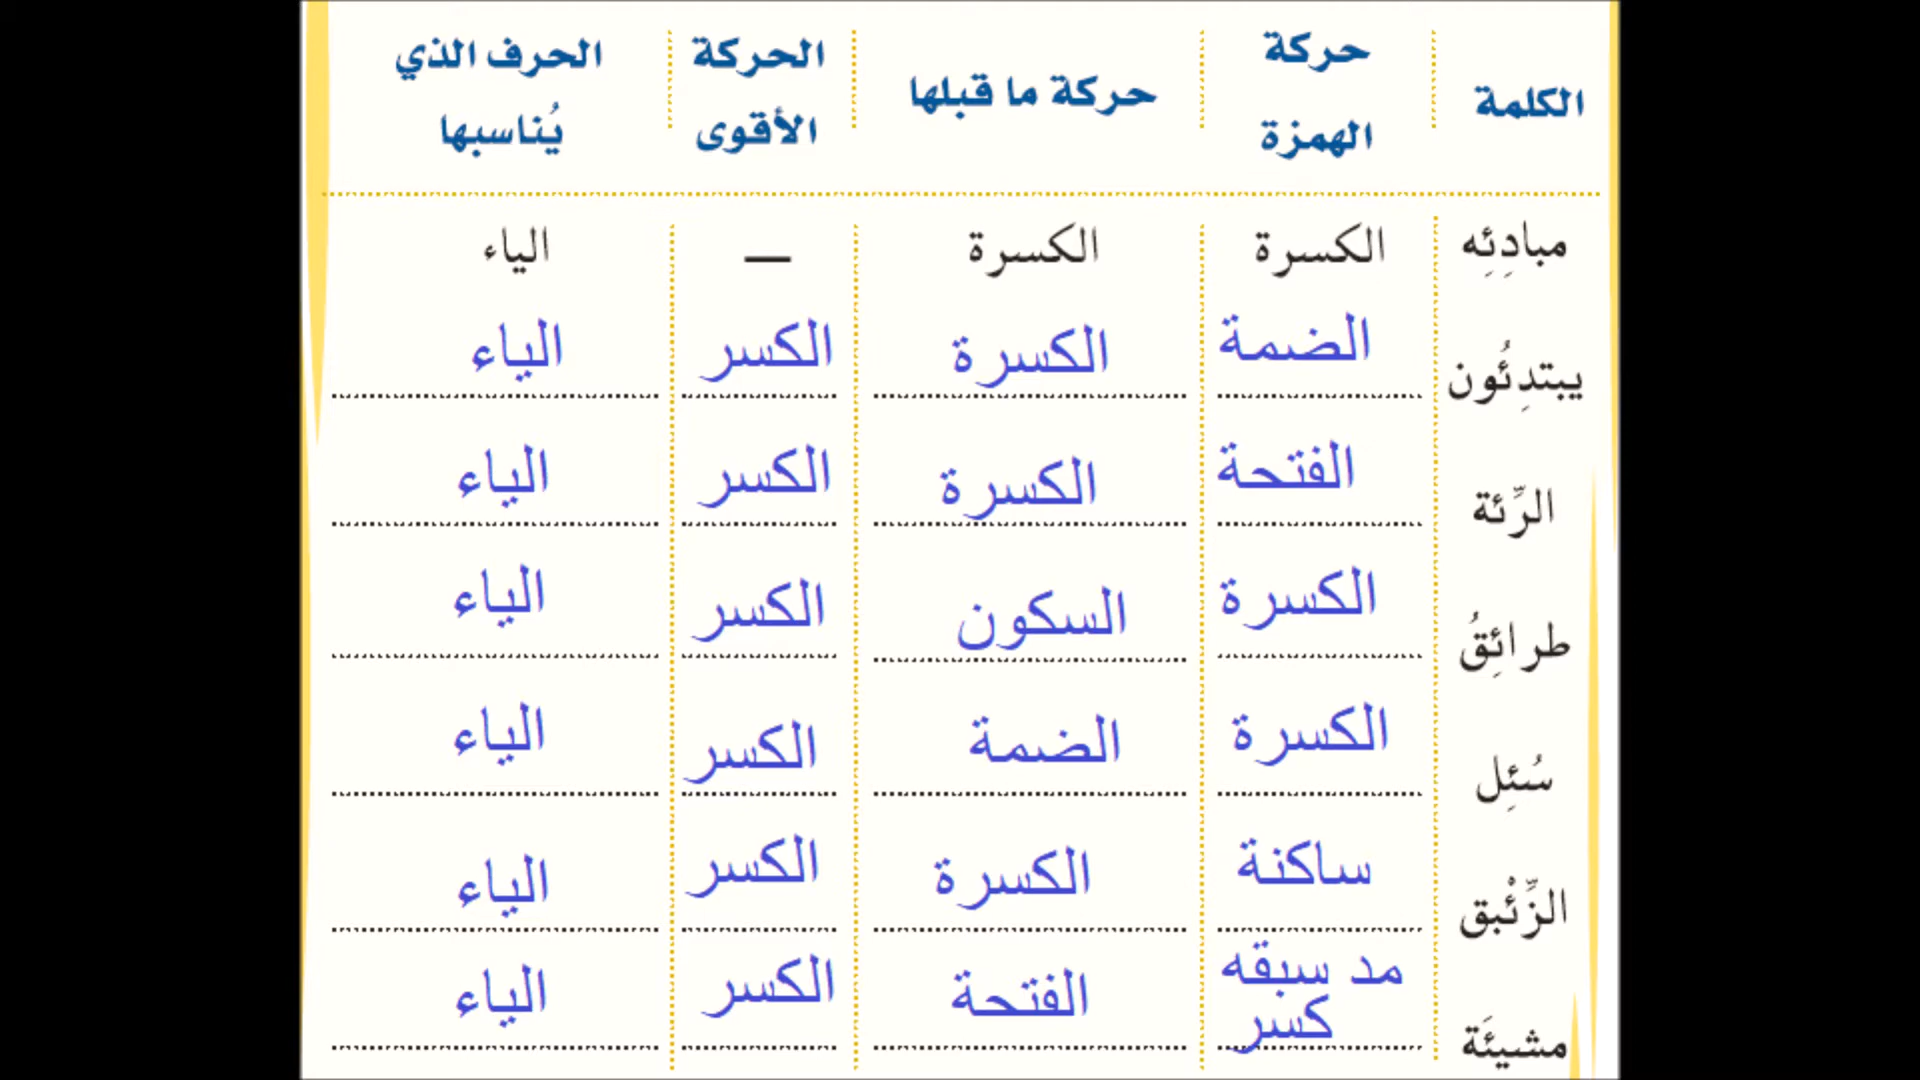 الكلمة حركة الهمزة حركة ما قبلها الحركة الأقوى الحرف الذي يُناسبها
مبادِئِه الكسرة الكسرة — الياء
يبتدِئُون الضمة الكسرة الكسر الياء
الرِّئة الفتحة الكسرة الكسر الياء
طرائِقُ الكسرة السكون الكسر الياء
سُئِل الكسرة الضمة الكسر الياء
الزِّئْبق ساكنة الكسرة الكسر الياء
مشيئَة مد سبقه كسر الفتحة الكسر الياء